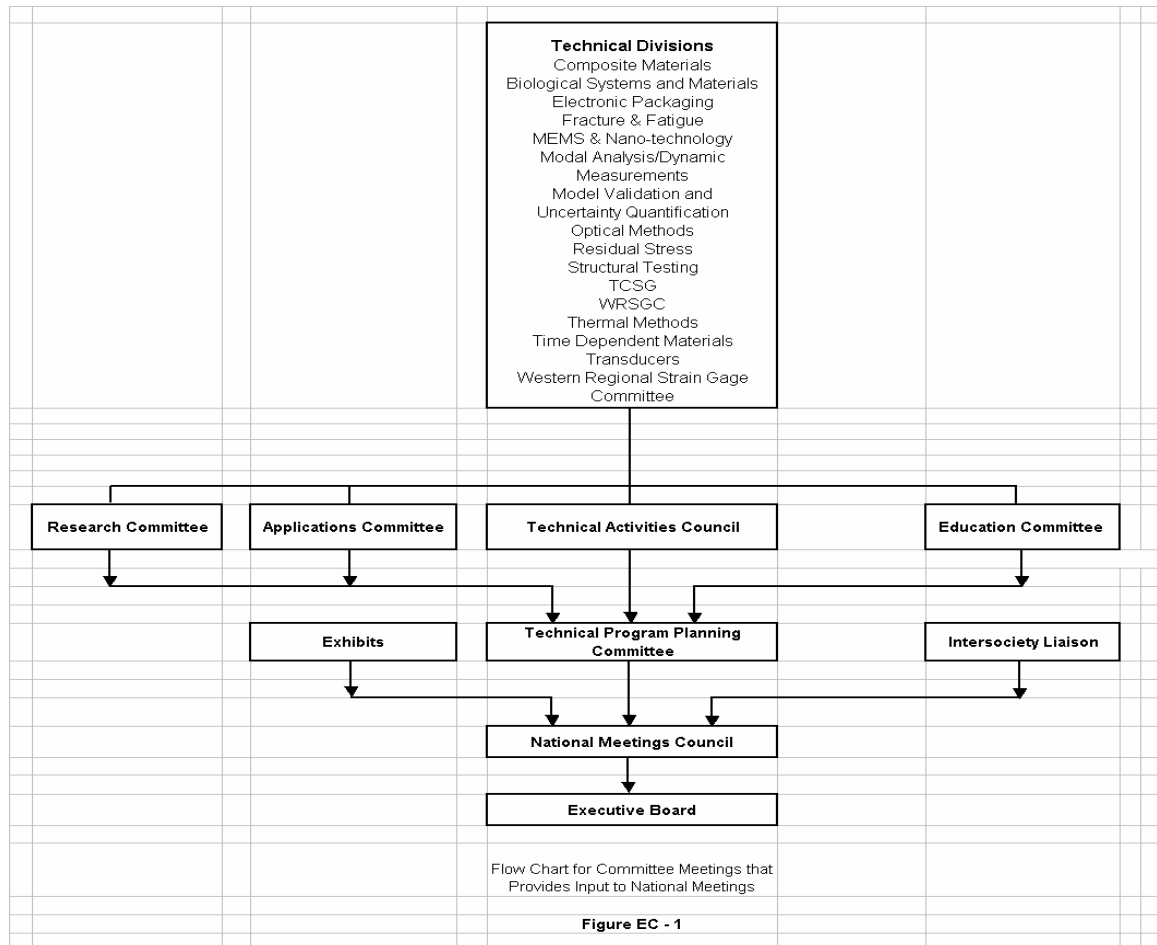 Technical Divisions
Composite Materials
Biological Systems and Materials
Electronic Packaging
Fracture & Fatigue
MEMS & Nano-technology
Modal Analysis/Dynamic
Measurements
Model Validation and
Uncertainty Quantification
Optical Methods
Residual Stress
Structural Testing
TCSG
WRSGC
Thermal Methods
Time Dependent Materials
Transducers
Western Regional Strain Gage
Committee
Research Committee
Applications Committee
Technical Activities Council
Education Committee
Exhibits
Technical Program Planning
Committee
Intersociety Liaison
National Meetings Council
Executive Board
Flow Chart for Committee Meetings that
Provides Input to National Meetings
Figure EC - 1